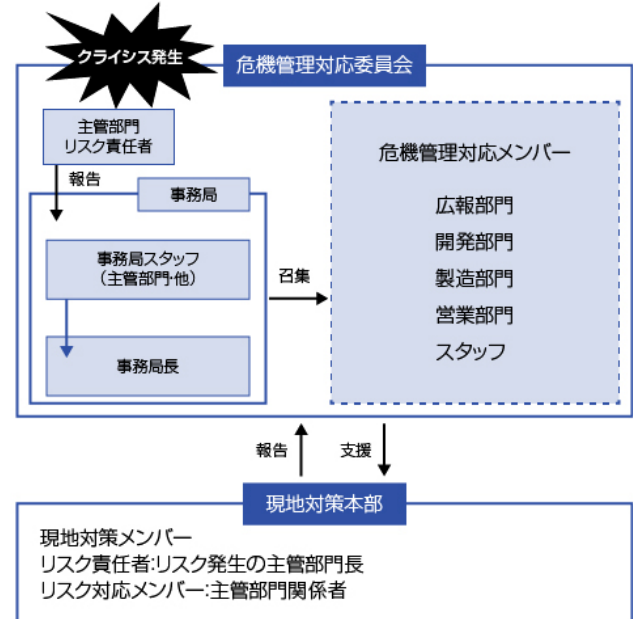 クライシス発生
危機管理対応委員会
主管部門
リスク責任者
報告
事務局
事務局スタッフ
（主管部門・他）
事務局長
召集
危機管理対応メンバー
広報部門
開発部門
製造部門
営業部門
スタッフ
報告
支援
現地対策本部
現地対策メンバー
リスク責任者:リスク発生の主管部門長
リスク対応メンバー:主管部門関係者